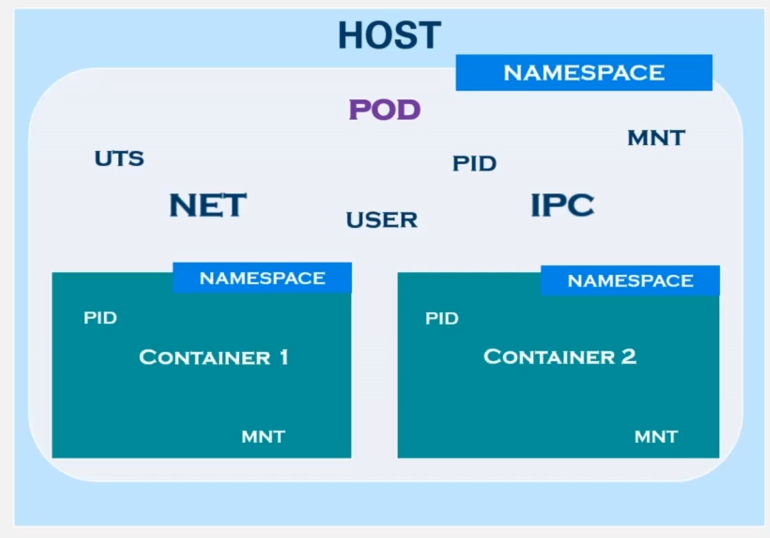 HOST
NAMESPACE
POD
MNT
UTS
PID
NET
USER
IPC
NAMESPACE
PID
CONTAINER 1
MNT
NAMESPACE
PID
CONTAINER 2
MNT